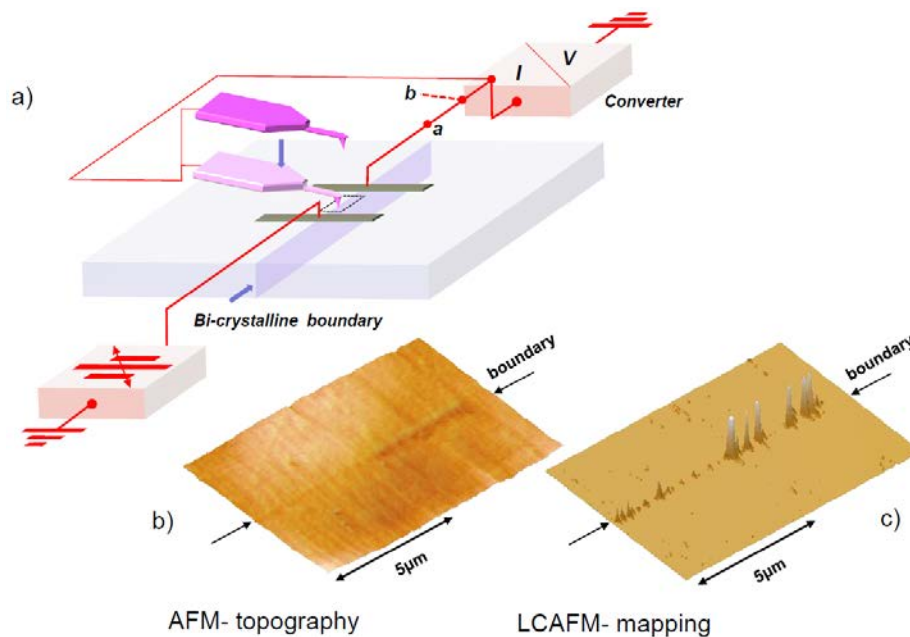 a)
I
V
b
Converter
a
Bi-crystalline boundary
boundary
boundary
b)
c)
5µm
5µm
AFM- topography
LCAFM- mapping